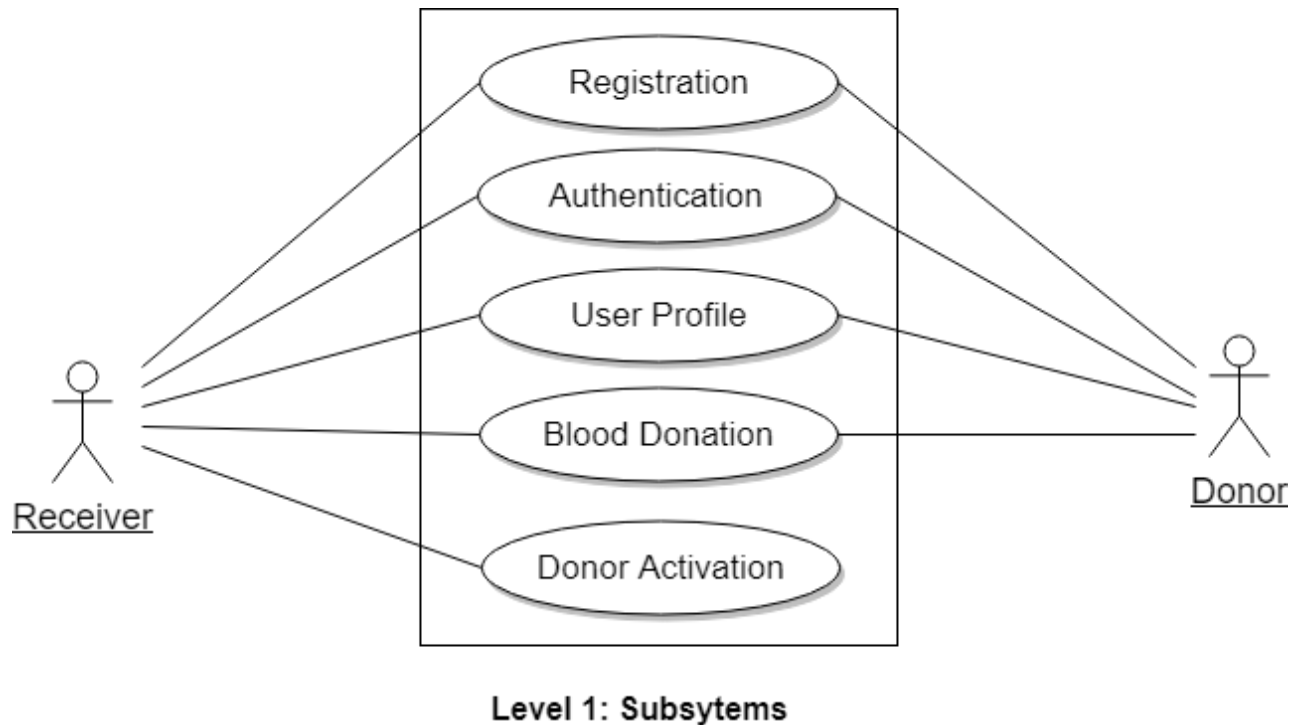 Registration
Authentication
User Profile
Blood Donation
Donor Activation
Receiver
Donor
Level 1: Subsytems